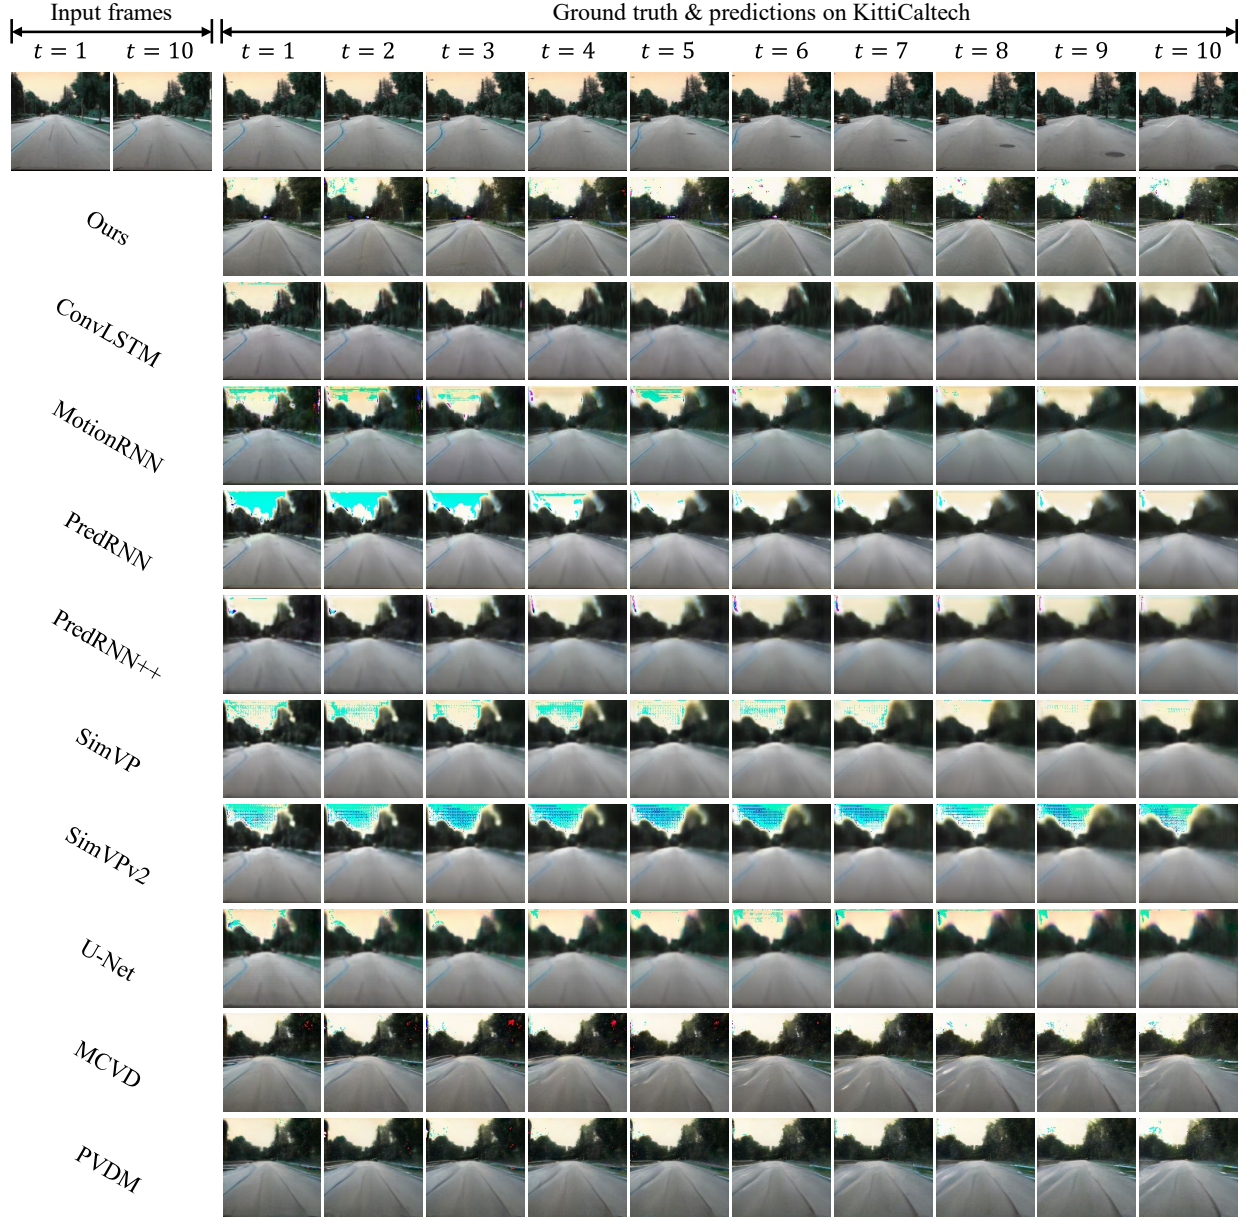 Input frames
Ground truth & predictions on KittiCaltech
t = 1
t = 10
t = 1
t = 2
t = 3
t = 4
t = 5
t = 6
t = 7
t = 8
t = 9
t = 10
Ours
ConvLSTM
MotionRNN
PredRNN
PredRNN++
SimVP
SimVPv2
U-Net
MCVD
PVDM